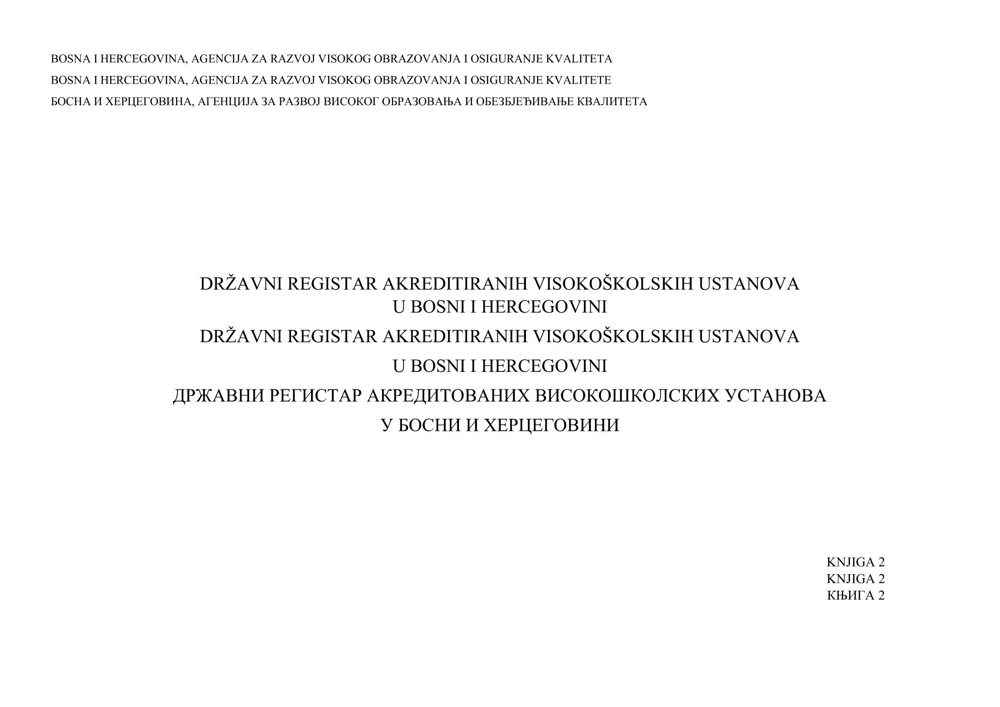 BOSNA I HERCEGOVINA, AGENCIJA ZA RAZVOJ VISOKOG OBRAZOVANJA I OSIGURANJE KVALITETA
BOSNA I HERCEGOVINA, AGENCIJA ZA RAZVOJ VISOKOG OBRAZOVANJA I OSIGURANJE KVALITETE
БОСНА И ХЕРЦЕГОВИНА, АГЕНЦИЈА ЗА РАЗВОЈ ВИСОКОГ ОБРАЗОВАЊА И ОБЕЗБЈЕЂИВАЊЕ КВАЛИТЕТА
DRŽAVNI REGISTAR AKREDITIRANIH VISOKOŠKOLSKIH USTANOVA
U BOSNI I HERCEGOVINI
DRŽAVNI REGISTAR AKREDITIRANIH VISOKOŠKOLSKIH USTANOVA
U BOSNI I HERCEGOVINI
ДРЖАВНИ РЕГИСТАР АКРЕДИТОВАНИХ ВИСОКОШКОЛСКИХ УСТАНОВА
У БОСНИ И ХЕРЦЕГОВИНИ
KNJIGA 2
KNJIGA 2
КЊИГА 2